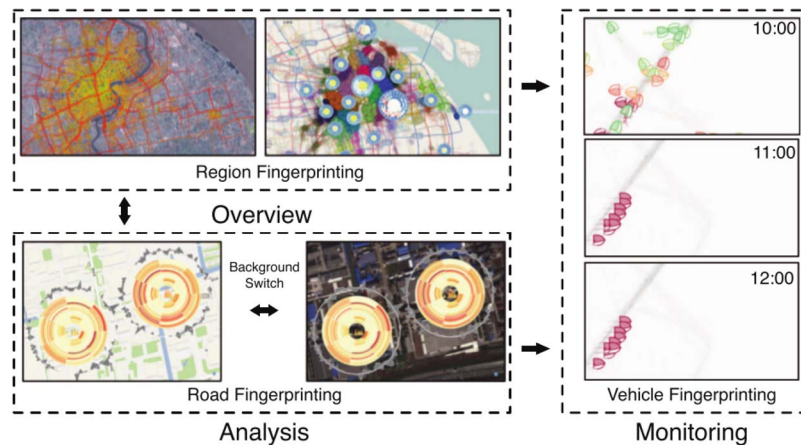 Region Fingerprinting
Overview
Background
Switch
Road Fingerprinting
Analysis
10:00
11:00
12:00
Vehicle Fingerprinting
Monitoring